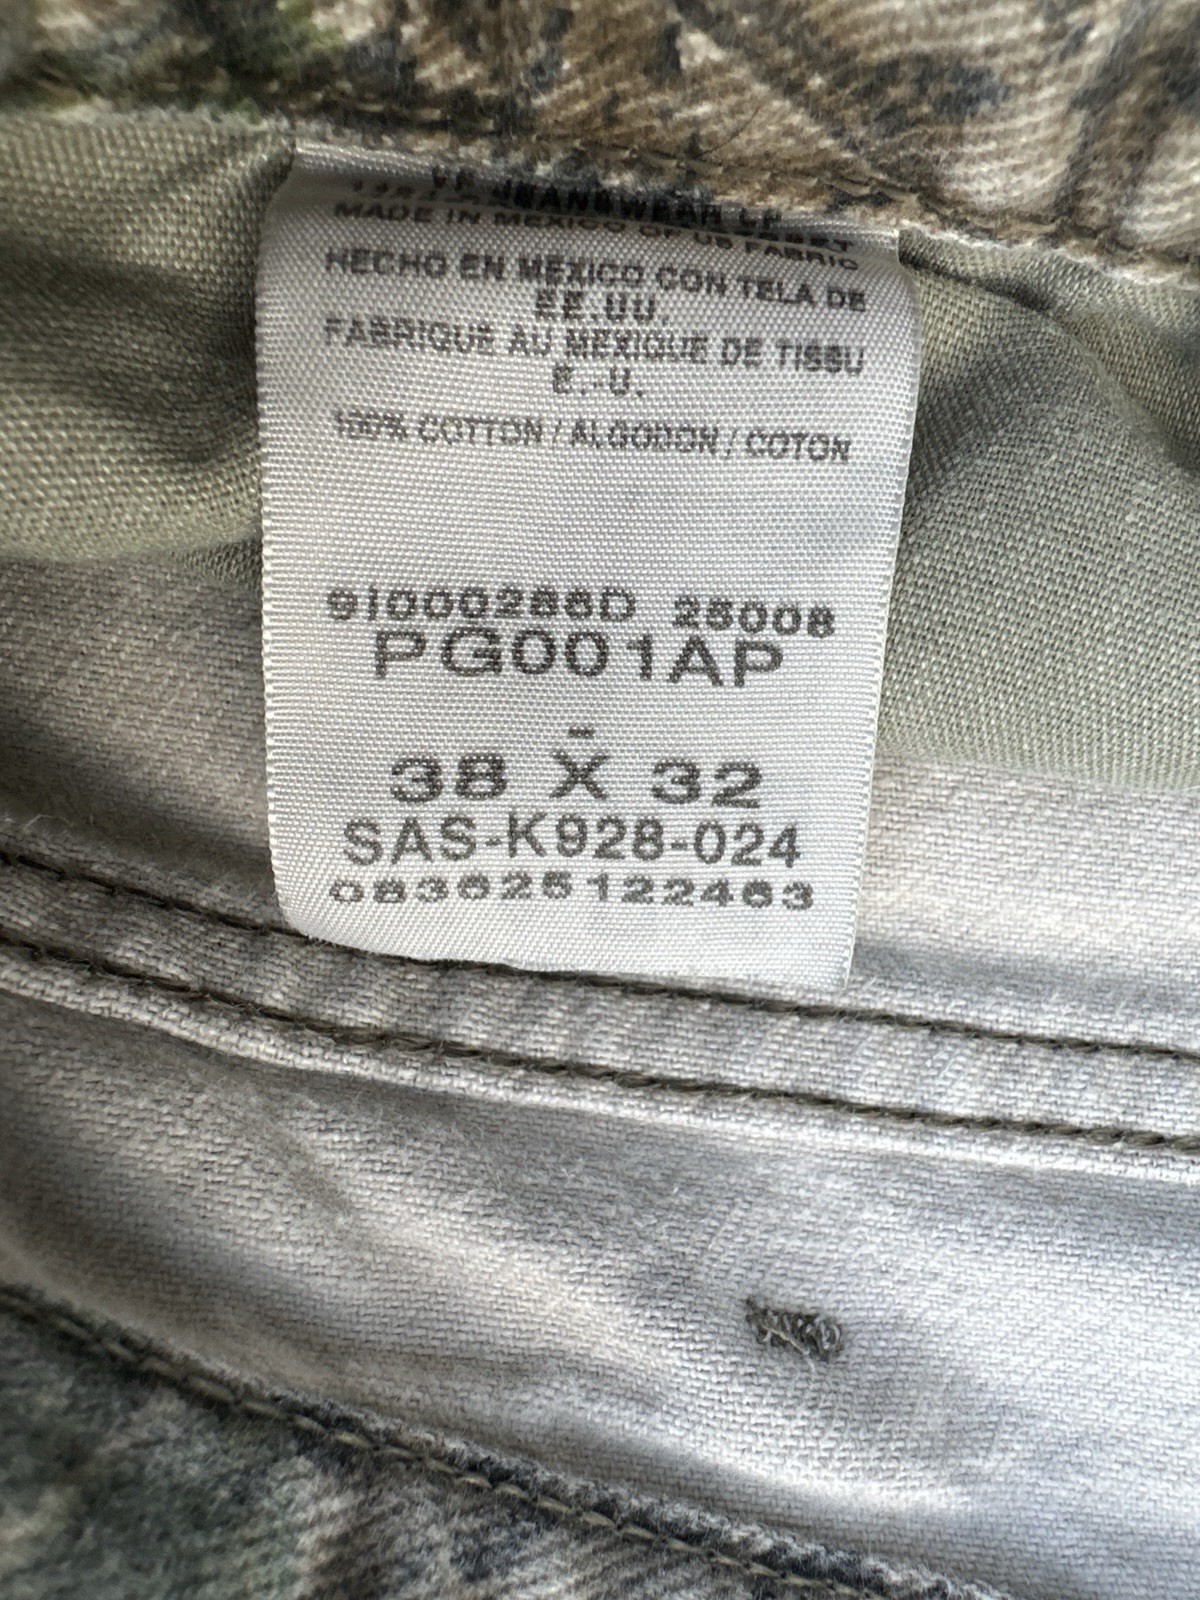 VF JEANSWEAR LP
MADE IN MEXICO OF US FABRIC
HECHO EN MEXICO CON TELA DE
EE.UU.
FABRIQUE AU MEXIQUE DE TISSU
E.-U.
100% COTTON / ALGODON / COTON
91000286D 25008
PG001AP
-
38 X 32
SAS-K928-024
083625122463